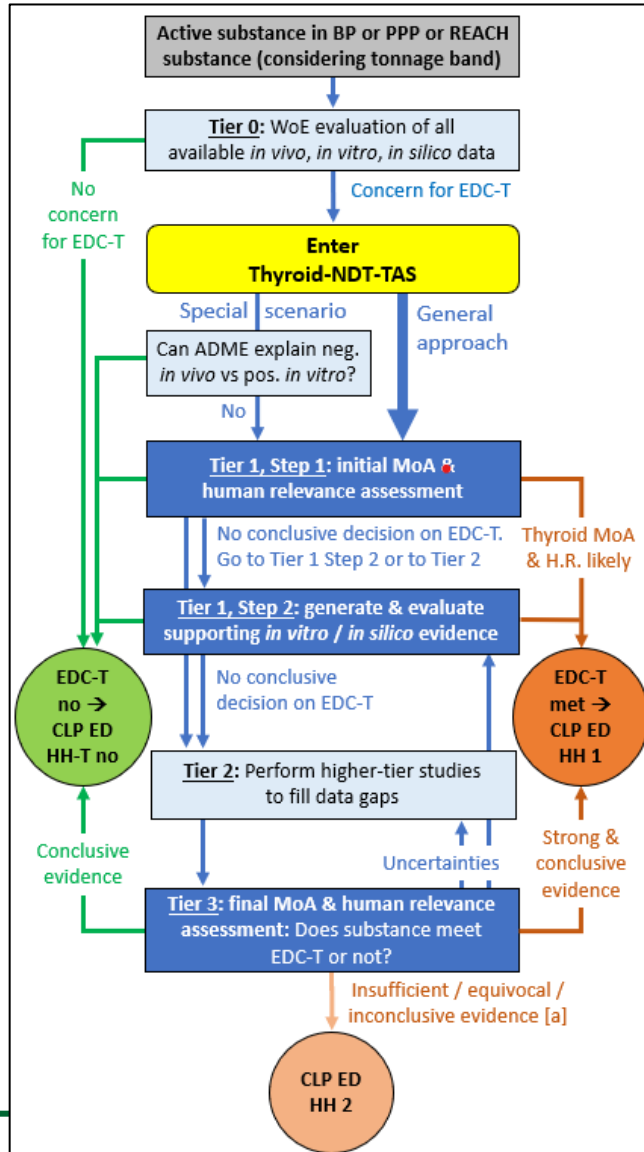 Active substance in BP or PPP or REACH
substance (considering tonnage band)
Tier 0: WoE evaluation of all
available in vivo, in vitro, in silico data
No
concern
for EDC-T
Concern for EDC-T
Enter
Thyroid-NDT-TAS
Special scenario
General
approach
Can ADME explain neg.
in vivo vs pos. in vitro?
No
Tier 1, Step 1: initial MoA &
human relevance assessment
No conclusive decision on EDC-T.
Go to Tier 1 Step 2 or to Tier 2
Thyroid MoA
& H.R. likely
Tier 1, Step 2: generate & evaluate
supporting in vitro / in silico evidence
No conclusive
decision on EDC-T
EDC-T
no →
CLP ED
HH-T no
EDC-T
met →
CLP ED
HH 1
Tier 2: Perform higher-tier studies
to fill data gaps
Conclusive
evidence
Uncertainties
Strong &
conclusive
evidence
Tier 3: final MoA & human relevance
assessment: Does substance meet
EDC-T or not?
Insufficient / equivocal /
inconclusive evidence [a]
CLP ED
HH 2